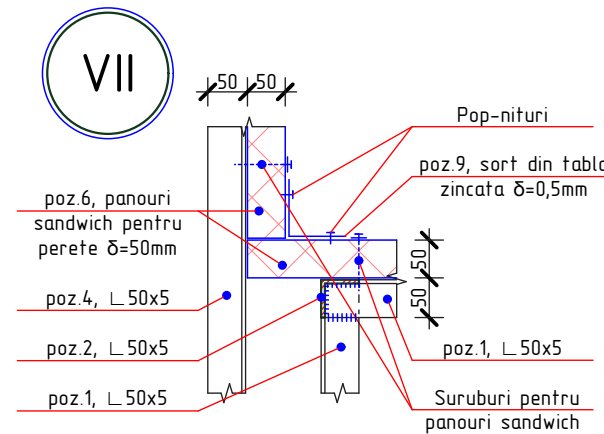 VII
50 50
Pop-nituri
poz.9, sort din tabl
zincata δ=0,5mm
poz.6, panouri
sandwich pentru
perete δ=50mm
50
50
poz.4, ∟50x5
poz.2, ∟50x5
poz.1, ∟50x5
poz.1, ∟50x5
Suruburi pentru
panouri sandwich